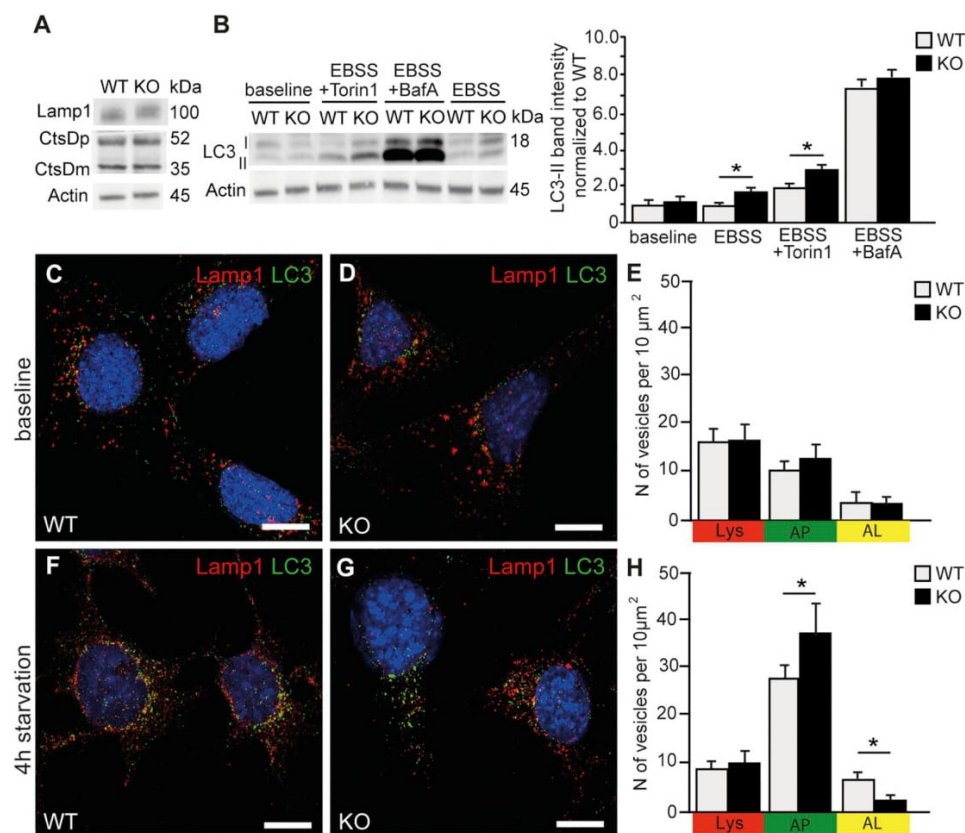 A
WT KO kDa
Lamp1 100
CtsDp 52
CtsDm 35
Actin 45
B
baseline EBSS +Torin1 EBSS +BafA EBSS
WT KO WT KO WT KO WT KO kDa
LC3 I II 18
Actin 45
LC3-II band intensity
normalized to WT
10.0
8.0
6.0
4.0
2.0
0
WT
KO
* *
baseline EBSS EBSS +Torin1 EBSS +BafA
baseline
C Lamp1 LC3
WT
D Lamp1 LC3
KO
E
N of vesicles per 10 µm²
50
40
30
20
10
0
WT
KO
Lys AP AL
4h starvation
F Lamp1 LC3
WT
G Lamp1 LC3
KO
H
N of vesicles per 10µm²
50
40
30
20
10
0
WT
KO
* *
Lys AP AL